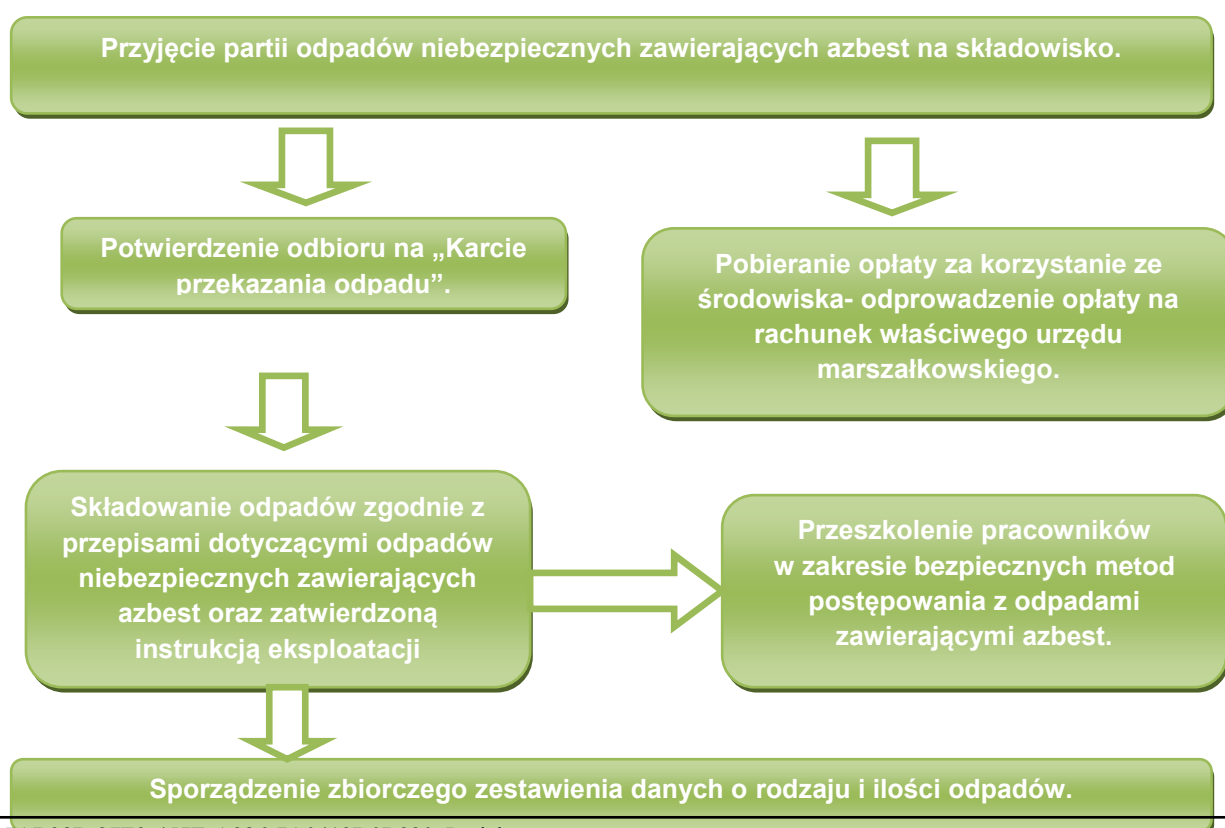 Przyjęcie partii odpadów niebezpiecznych zawierających azbest na składowisko.
Potwierdzenie odbioru na „Karcie
przekazania odpadu”.
Pobieranie opłaty za korzystanie ze
środowiska- odprowadzenie opłaty na
rachunek właściwego urzędu
marszałkowskiego.
Składowanie odpadów zgodnie z
przepisami dotyczącymi odpadów
niebezpiecznych zawierających
azbest oraz zatwierdzoną
instrukcją eksploatacji
Przeszkolenie pracowników
w zakresie bezpiecznych metod
postępowania z odpadami
zawierającymi azbest.
Sporządzenie zbiorczego zestawienia danych o rodzaju i ilości odpadów.